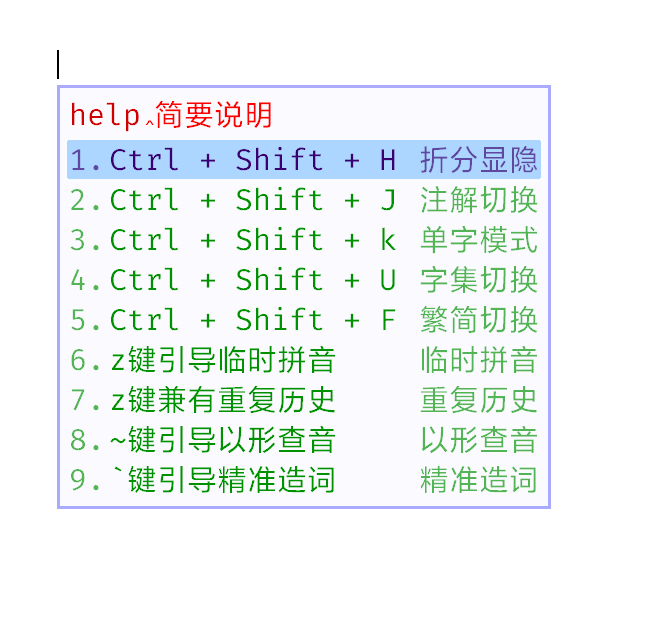 help‸简要说明
1.Ctrl + Shift + H 折分显隐
2.Ctrl + Shift + J 注解切换
3.Ctrl + Shift + k 单字模式
4.Ctrl + Shift + U 字集切换
5.Ctrl + Shift + F 繁简切换
6.z键引导临时拼音 临时拼音
7.z键兼有重复历史 重复历史
8.~键引导以形查音 以形查音
9.`键引导精准造词 精准造词